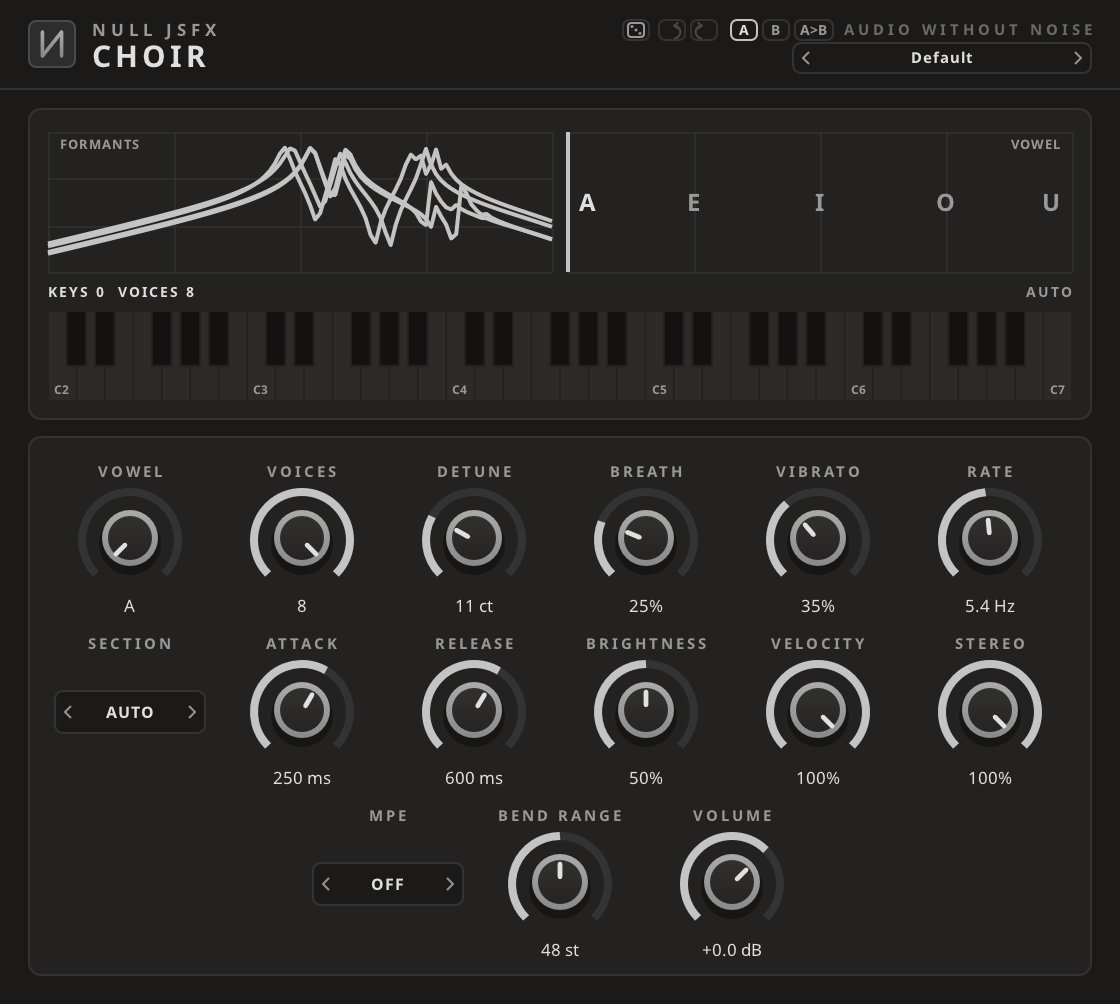 NULL JSFX
CHOIR
A B A>B AUDIO WITHOUT NOISE
Default
FORMANTS
VOWEL
A E I O U
KEYS 0 VOICES 8
AUTO
C2 C3 C4 C5 C6 C7
VOWEL VOICES DETUNE BREATH VIBRATO RATE
A 8 11 ct 25% 35% 5.4 Hz
SECTION ATTACK RELEASE BRIGHTNESS VELOCITY STEREO
AUTO
250 ms 600 ms 50% 100% 100%
MPE BEND RANGE VOLUME
OFF
48 st +0.0 dB